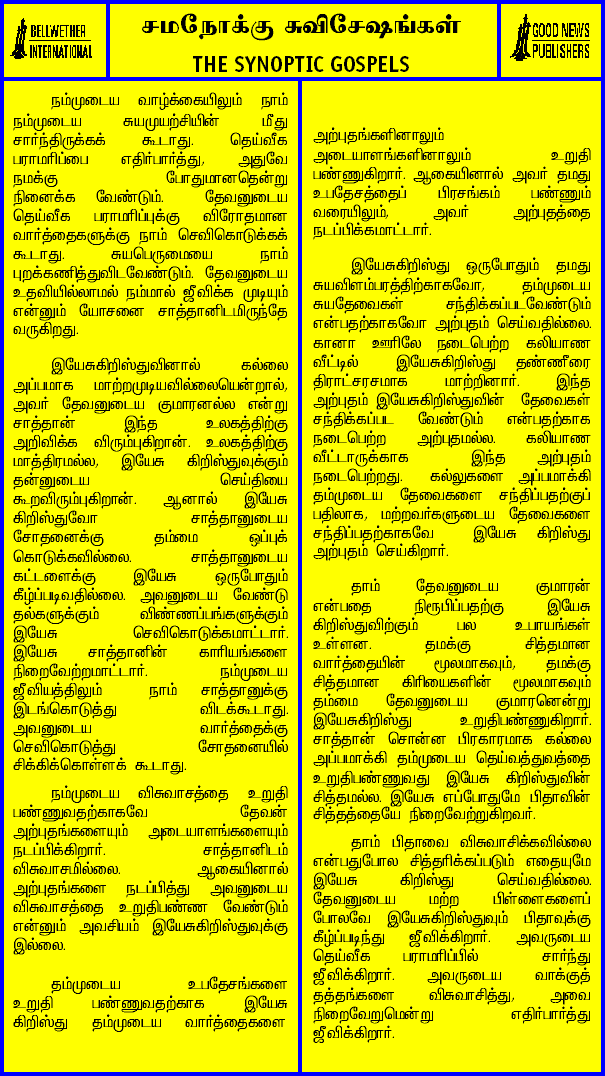 BELLWETHER
INTERNATIONAL
சமநோக்கு சுவிசேஷங்கள்
THE SYNOPTIC GOSPELS
GOOD NEWS
PUBLISHERS
நம்முடைய வாழ்க்கையிலும் நாம்
நம்முடைய சுயமுயற்சியின் மீது
சார்ந்திருக்கக் கூடாது. தெய்வீக
பராமரிப்பை எதிர்பார்த்து, அதுவே
நமக்கு போதுமானதென்று
நினைக்க வேண்டும். தேவனுடைய
தெய்வீக பராமரிப்புக்கு விரோதமான
வார்த்தைகளுக்கு நாம் செவிகொடுக்கக்
கூடாது. சுயபெருமையை நாம்
புறக்கணித்துவிடவேண்டும். தேவனுடைய
உதவியில்லாமல் நம்மால் ஜீவிக்க முடியும்
என்னும் யோசனை சாத்தானிடமிருந்தே
வருகிறது.
இயேசுகிறிஸ்துவினால் கல்லை
அப்பமாக மாற்றமுடியவில்லையென்றால்,
அவர் தேவனுடைய குமாரனல்ல என்று
சாத்தான் இந்த உலகத்திற்கு
அறிவிக்க விரும்புகிறான். உலகத்திற்கு
மாத்திரமல்ல, இயேசு கிறிஸ்துவுக்கும்
தன்னுடைய செய்தியை
கூறவிரும்புகிறான். ஆனால் இயேசு
கிறிஸ்துவோ சாத்தானுடைய
சோதனைக்கு தம்மை ஒப்புக்
கொடுக்கவில்லை. சாத்தானுடைய
கட்டளைக்கு இயேசு ஒருபோதும்
கீழ்ப்படிவதில்லை. அவனுடைய வேண்டு
தல்களுக்கும் விண்ணப்பங்களுக்கும்
இயேசு செவிகொடுக்கமாட்டார்.
இயேசு சாத்தானின் காரியங்களை
நிறைவேற்றமாட்டார். நம்முடைய
ஜீவியத்திலும் நாம் சாத்தானுக்கு
இடங்கொடுத்து விடக்கூடாது.
அவனுடைய வார்த்தைக்கு
செவிகொடுத்து சோதனையில்
சிக்கிக்கொள்ளக் கூடாது.
நம்முடைய விசுவாசத்தை உறுதி
பண்ணுவதற்காகவே தேவன்
அற்புதங்களையும் அடையாளங்களையும்
நடப்பிக்கிறார். சாத்தானிடம்
விசுவாசமில்லை. ஆகையினால்
அற்புதங்களை நடப்பித்து அவனுடைய
விசுவாசத்தை உறுதிபண்ண வேண்டும்
என்னும் அவசியம் இயேசுகிறிஸ்துவுக்கு
இல்லை.
தம்முடைய உபதேசங்களை
உறுதி பண்ணுவதற்காக இயேசு
கிறிஸ்து தம்முடைய வார்த்தைகளை
அற்புதங்களினாலும்
அடையாளங்களினாலும் உறுதி
பண்ணுகிறார். ஆகையினால் அவர் தமது
உபதேசத்தைப் பிரசங்கம் பண்ணும்
வரையிலும், அவர் அற்புதத்தை
நடப்பிக்கமாட்டார்.
இயேசுகிறிஸ்து ஒருபோதும் தமது
சுயவிளம்பரத்திற்காகவோ, தம்முடைய
சுயதேவைகள் சந்திக்கப்படவேண்டும்
என்பதற்காகவோ அற்புதம் செய்வதில்லை.
கானா ஊரிலே நடைபெற்ற கலியாண
வீட்டில் இயேசுகிறிஸ்து தண்ணீரை
திராட்சரசமாக மாற்றினார். இந்த
அற்புதம் இயேசுகிறிஸ்துவின் தேவைகள்
சந்திக்கப்பட வேண்டும் என்பதற்காக
நடைபெற்ற அற்புதமல்ல. கலியாண
வீட்டாருக்காக இந்த அற்புதம்
நடைபெற்றது. கல்லுகளை அப்பமாக்கி
தம்முடைய தேவைகளை சந்திப்பதற்குப்
பதிலாக, மற்றவர்களுடைய தேவைகளை
சந்திப்பதற்காகவே இயேசு கிறிஸ்து
அற்புதம் செய்கிறார்.
தாம் தேவனுடைய குமாரன்
என்பதை நிரூபிப்பதற்கு இயேசு
கிறிஸ்துவிற்கும் பல உபாயங்கள்
உள்ளன. தமக்கு சித்தமான
வார்த்தையின் மூலமாகவும், தமக்கு
சித்தமான கிரியைகளின் மூலமாகவும்
தம்மை தேவனுடைய குமாரனென்று
இயேசுகிறிஸ்து உறுதிபண்ணுகிறார்.
சாத்தான் சொன்ன பிரகாரமாக கல்லை
அப்பமாக்கி தம்முடைய தெய்வத்துவத்தை
உறுதிபண்ணுவது இயேசு கிறிஸ்துவின்
சித்தமல்ல. இயேசு எப்போதுமே பிதாவின்
சித்தத்தையே நிறைவேற்றுகிறவர்.
தாம் பிதாவை விசுவாசிக்கவில்லை
என்பதுபோல சித்தரிக்கப்படும் எதையுமே
இயேசு கிறிஸ்து செய்வதில்லை.
தேவனுடைய மற்ற பிள்ளைகளைப்
போலவே இயேசுகிறிஸ்துவும் பிதாவுக்கு
கீழ்ப்படிந்து ஜீவிக்கிறார். அவருடைய
தெய்வீக பராமரிப்பில் சார்ந்து
ஜீவிக்கிறார். அவருடைய வாக்குத்
தத்தங்களை விசுவாசித்து, அவை
நிறைவேறுமென்று எதிர்பார்த்து
ஜீவிக்கிறார்.